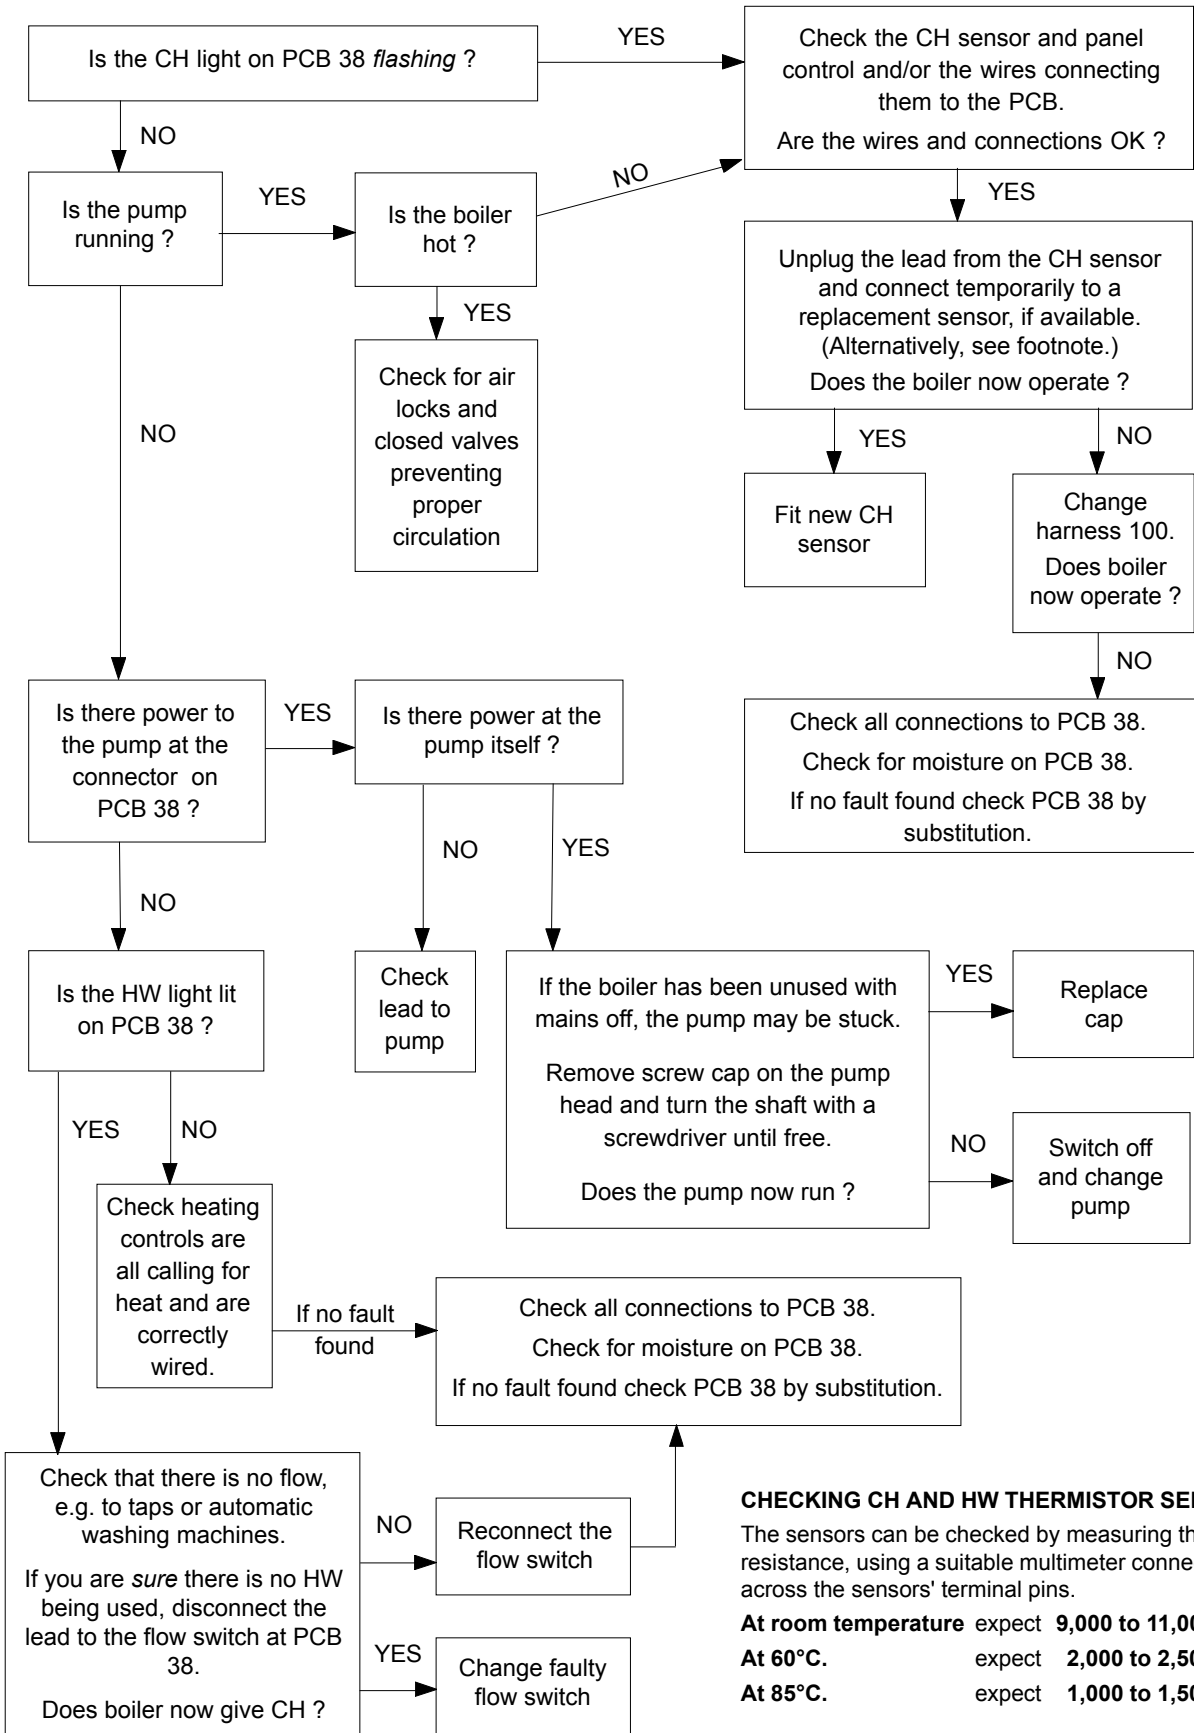 Is the CH light on PCB 38 flashing ?
YES
Check the CH sensor and panel
control and/or the wires connecting
them to the PCB.
Are the wires and connections OK ?
NO
Is the pump
running ?
YES
Is the boiler
hot ?
NO
YES
YES
Check for air
locks and
closed valves
preventing
proper
circulation
Unplug the lead from the CH sensor
and connect temporarily to a
replacement sensor, if available.
(Alternatively, see footnote.)
Does the boiler now operate ?
YES
NO
Fit new CH
sensor
Change
harness 100.
Does boiler
now operate ?
NO
Check all connections to PCB 38.
Check for moisture on PCB 38.
If no fault found check PCB 38 by
substitution.
NO
Is there power to
the pump at the
connector on
PCB 38 ?
YES
Is there power at the
pump itself ?
NO
YES
Check
lead to
pump
If the boiler has been unused with
mains off, the pump may be stuck.
Remove screw cap on the pump
head and turn the shaft with a
screwdriver until free.
Does the pump now run ?
YES
Replace
cap
NO
Switch off
and change
pump
NO
Is the HW light lit
on PCB 38 ?
YES
NO
Check heating
controls are
all calling for
heat and are
correctly
wired.
If no fault
found
Check all connections to PCB 38.
Check for moisture on PCB 38.
If no fault found check PCB 38 by substitution.
Check that there is no flow,
e.g. to taps or automatic
washing machines.
If you are sure there is no HW
being used, disconnect the
lead to the flow switch at PCB
38.
Does boiler now give CH ?
NO
Reconnect the
flow switch
YES
Change faulty
flow switch
CHECKING CH AND HW THERMISTOR
The sensors can be checked by measuring
resistance, using a suitable multimeter
across the sensors' terminal pins.
At room temperature expect 9,000 to
At 60°C. expect 2,000 to
At 85°C. expect 1,000 to